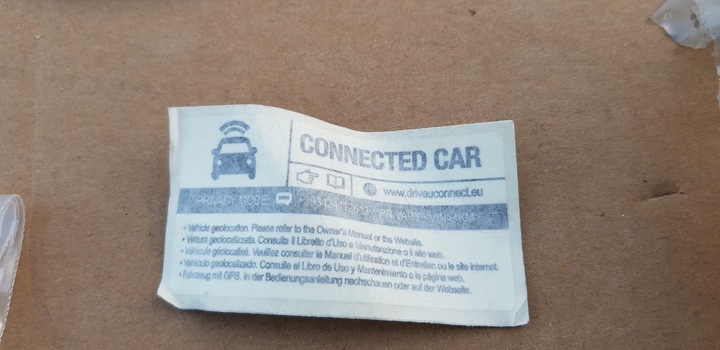 CONNECTED CAR
www.driveuconnect.eu
PRIVACY MODE
• Vehicle geolocation. Please refer to the Owner's Manual or the Website.
• Vettura geolocalizzata. Consulta il Libretto d'Uso e Manutenzione o il sito web.
• Véhicule géolocalisé. Veuillez consulter le Manuel d'utilisation et d'Entretien ou le site internet.
• Vehículo geolocalizado. Consulte el Libro de Uso y Mantenimiento o la página web.
• Fahrzeug mit GPS. In der Bedienungsanleitung nachschauen oder auf der Webseite.